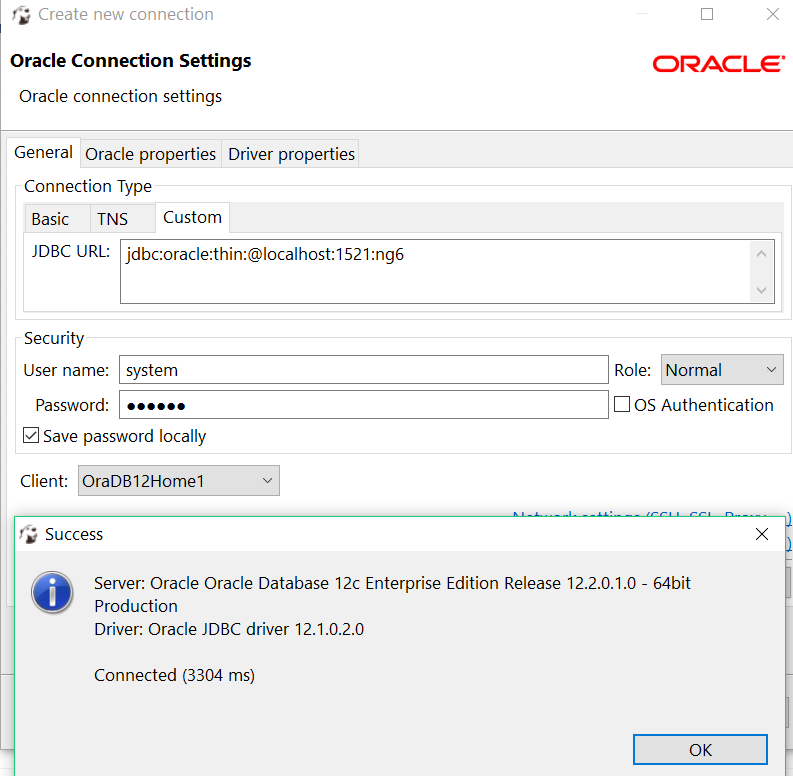 Create new connection
Oracle Connection Settings
ORACLE
Oracle connection settings
General Oracle properties Driver properties
Connection Type
Basic TNS Custom
JDBC URL: jdbc:oracle:thin:@localhost:1521:ng6
Security
User name: system Role: Normal
Password: ●●●●●● OS Authentication
Save password locally
Client: OraDB12Home1
Network settings (SSH, SSL, Proxy, ...)
Success
Server: Oracle Oracle Database 12c Enterprise Edition Release 12.2.0.1.0 - 64bit
Production
Driver: Oracle JDBC driver 12.1.0.2.0
Connected (3304 ms)
OK